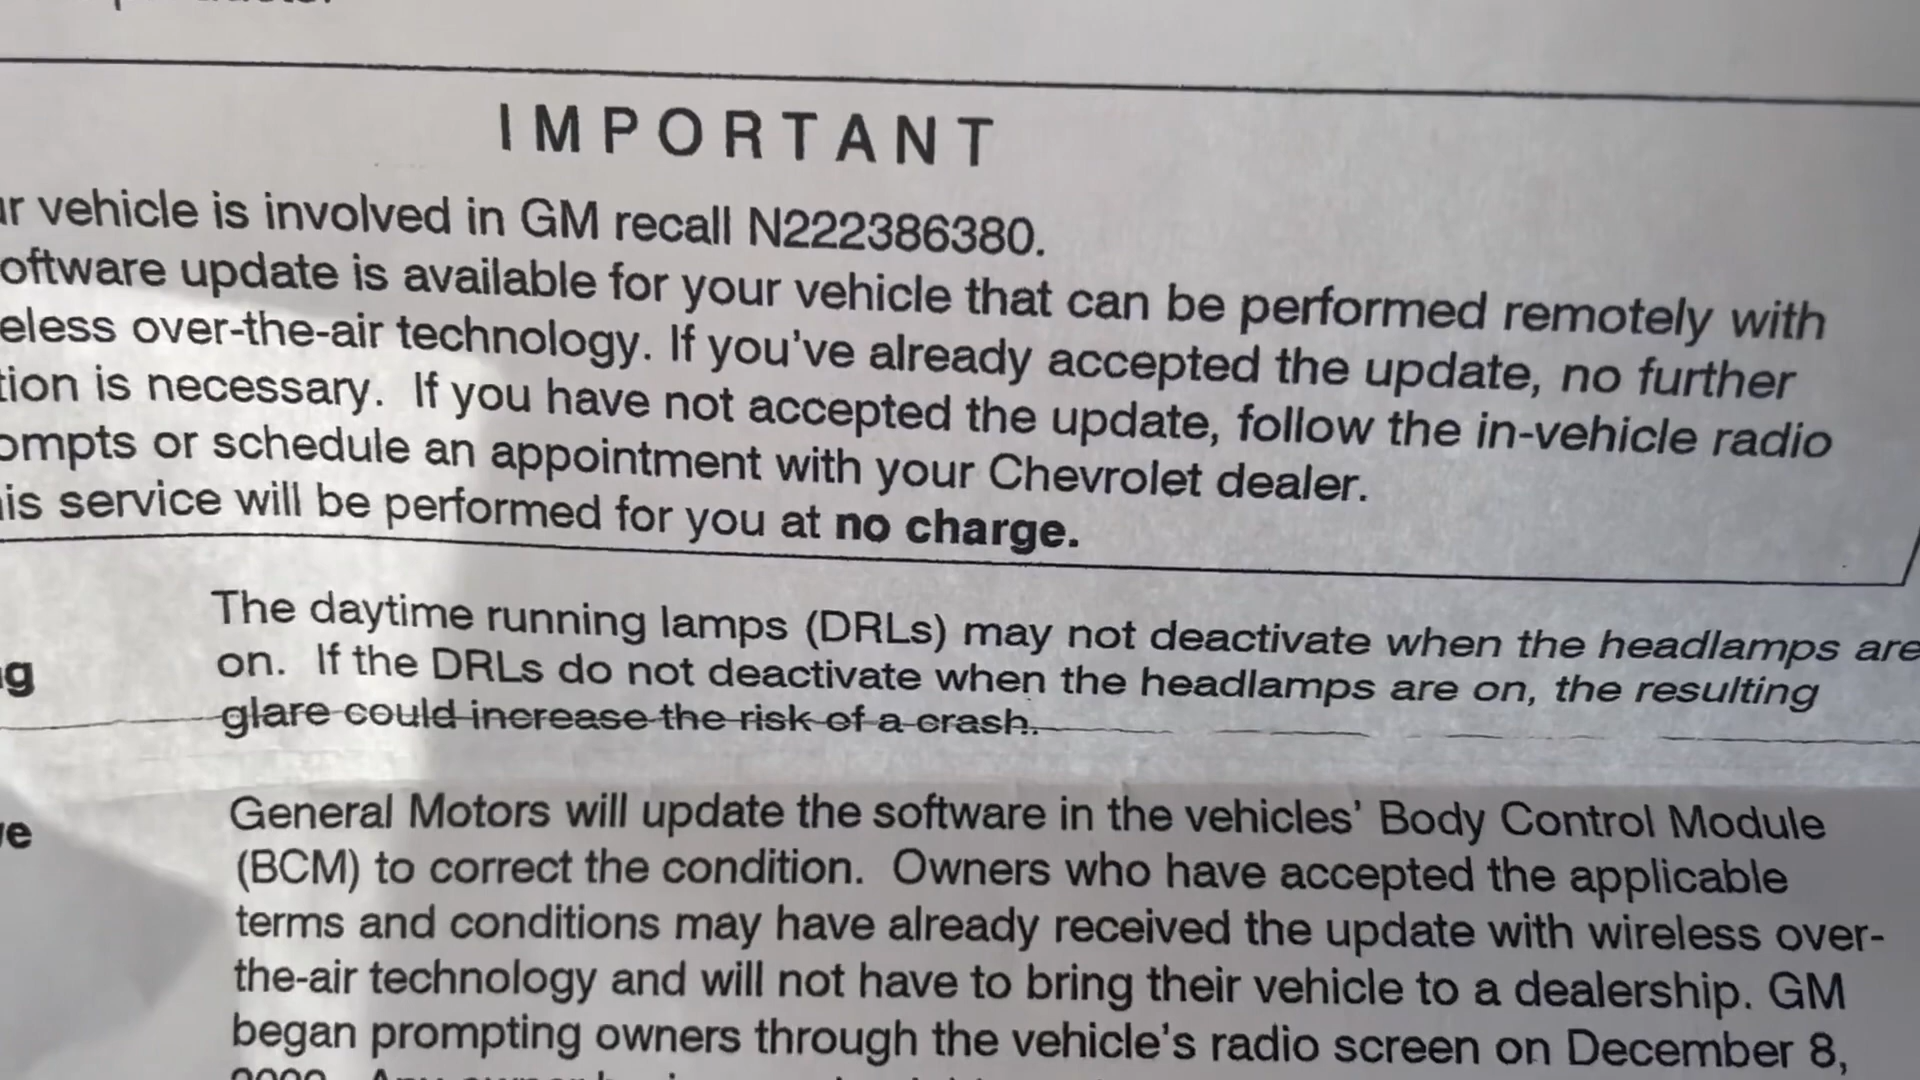 IMPORTANT
vehicle is involved in GM recall N222386380.
oftware update is available for your vehicle that can be performed remotely with
eless over-the-air technology. If you've already accepted the update, no further
tion is necessary. If you have not accepted the update, follow the in-vehicle radio
ompts or schedule an appointment with your Chevrolet dealer.
is service will be performed for you at no charge.
The daytime running lamps (DRLs) may not deactivate when the headlamps are
g on. If the DRLs do not deactivate when the headlamps are on, the resulting
glare could increase the risk of a crash.
General Motors will update the software in the vehicles' Body Control Module
e (BCM) to correct the condition. Owners who have accepted the applicable
terms and conditions may have already received the update with wireless over-
the-air technology and will not have to bring their vehicle to a dealership. GM
began prompting owners through the vehicle's radio screen on December 8,